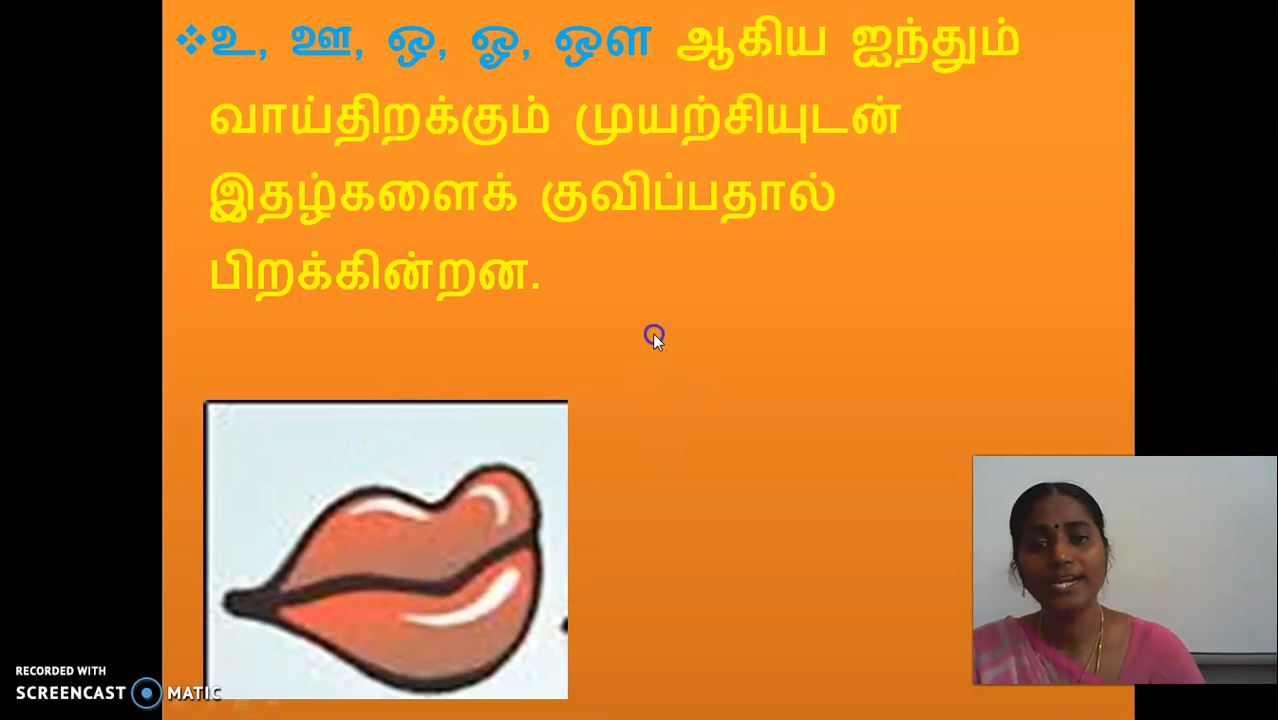 ❖உ, ஊ, ஒ, ஓ, ஔ ஆகிய ஐந்தும்
வாய்திறக்கும் முயற்சியுடன்
இதழ்களைக் குவிப்பதால்
பிறக்கின்றன.
RECORDED WITH
SCREENCAST MATIC